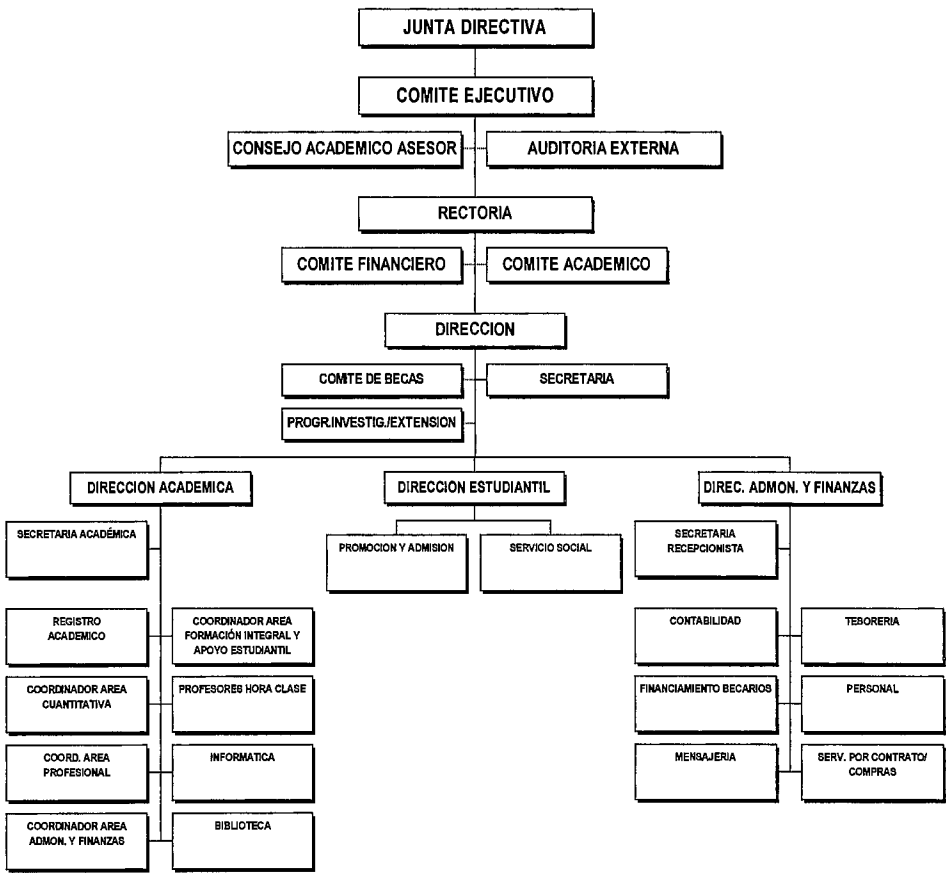 JUNTA DIRECTIVA
COMITE EJECUTIVO
CONSEJO ACADEMICO ASESOR
AUDITORIA EXTERNA
RECTORIA
COMITE FINANCIERO
COMITE ACADEMICO
DIRECCION
COMITE DE BECAS
SECRETARIA
PROGR.INVESTIG./EXTENSION
DIRECCION ACADEMICA
DIRECCION ESTUDIANTIL
DIREC. ADMON. Y FINANZAS
SECRETARIA ACADÉMICA
PROMOCION Y ADMISION
SERVICIO SOCIAL
SECRETARIA
RECEPCIONISTA
REGISTRO
ACADEMICO
COORDINADOR AREA
FORMACIÓN INTEGRAL Y
APOYO ESTUDIANTIL
CONTABILIDAD
TESORERIA
COORDINADOR AREA
CUANTITATIVA
PROFESORES HORA CLASE
FINANCIAMIENTO BECARIOS
PERSONAL
COORD. AREA
PROFESIONAL
INFORMATICA
MENSAJERIA
SERV. POR CONTRATO/
COMPRAS
COORDINADOR AREA
ADMON. Y FINANZAS
BIBLIOTECA